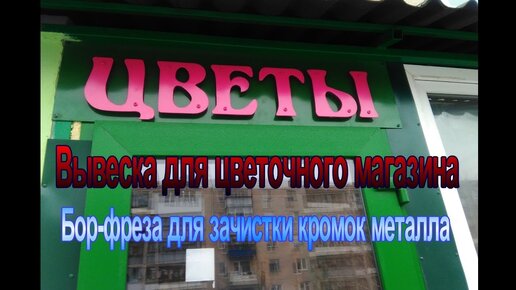 ЦВЕТЫ
Вывеска для цветочного магазина
Бор-фреза для зачистки кромок металла